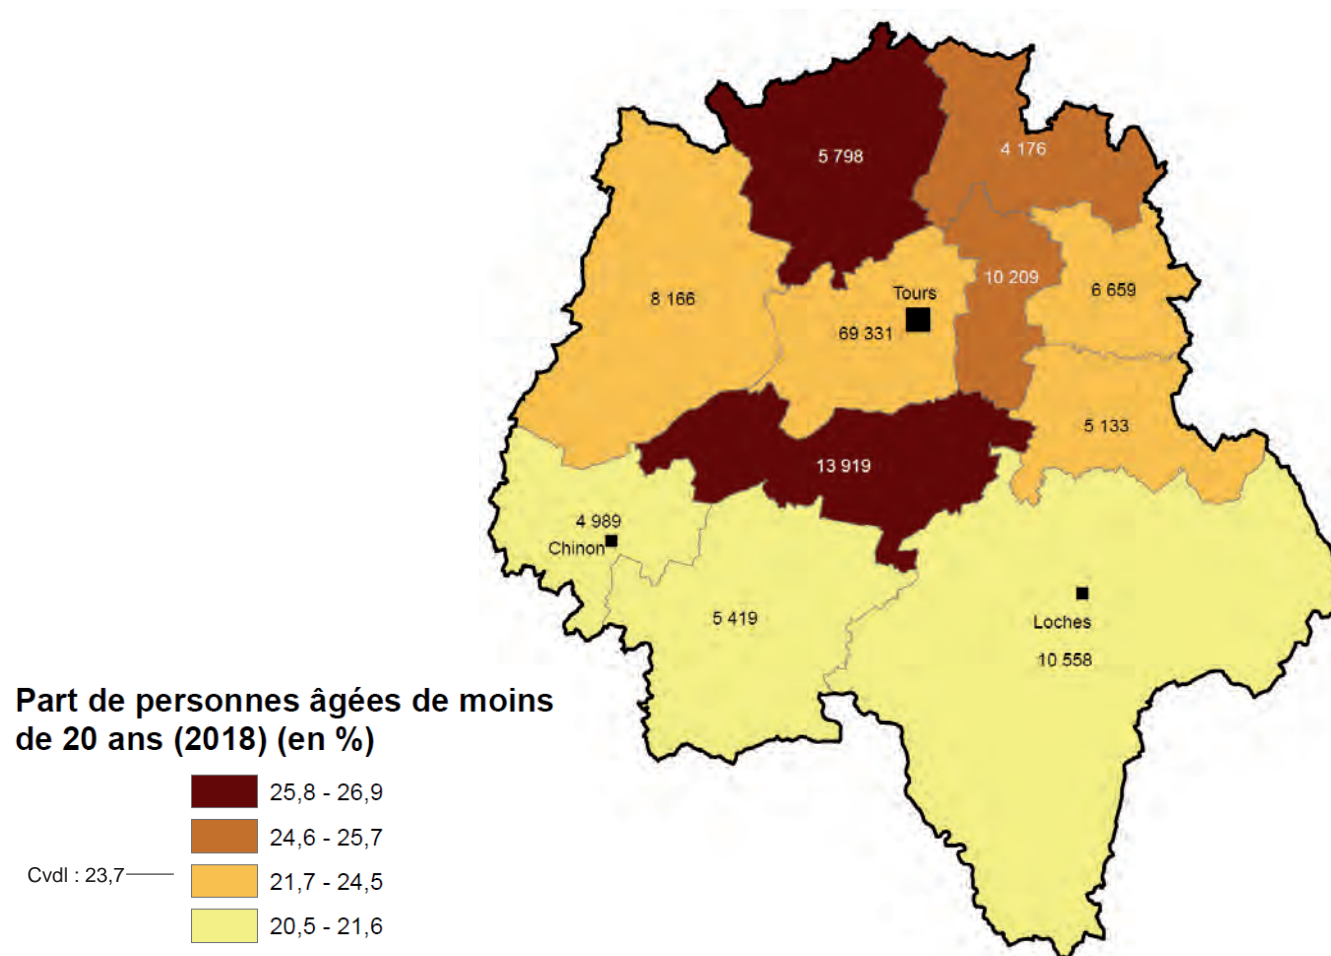 5 798
4 176
10 209
8 166
6 659
Tours
69 331
5 133
13 919
4 989
Chinon
5 419
Loches
10 558
Part de personnes âgées de moins
de 20 ans (2018) (en %)
25,8 - 26,9
24,6 - 25,7
Cvdl : 23,7
21,7 - 24,5
20,5 - 21,6